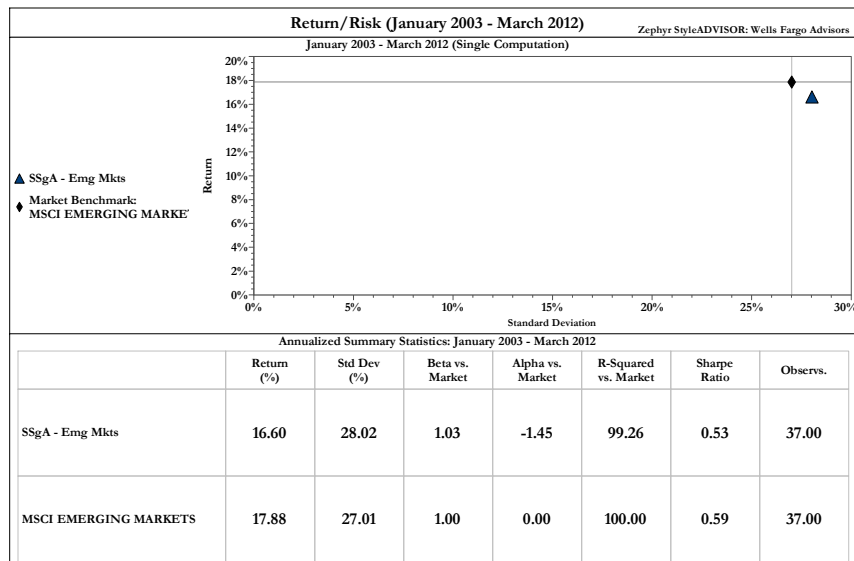 Return/Risk (January 2003 - March 2012)
Zephyr StyleADVISOR: Wells Fargo Advisors
January 2003 - March 2012 (Single Computation)
20%
18%
16%
14%
12%
10%
8%
6%
4%
2%
0%
Return
0% 5% 10% 15% 20% 25% 30%
Standard Deviation
SSgA - Emg Mkts
Market Benchmark:
MSCI EMERGING MARKE
Annualized Summary Statistics: January 2003 - March 2012
Return (%) Std Dev (%) Beta vs. Market Alpha vs. Market R-Squared vs. Market Sharpe Ratio Observs.
SSgA - Emg Mkts 16.60 28.02 1.03 -1.45 99.26 0.53 37.00
MSCI EMERGING MARKETS 17.88 27.01 1.00 0.00 100.00 0.59 37.00